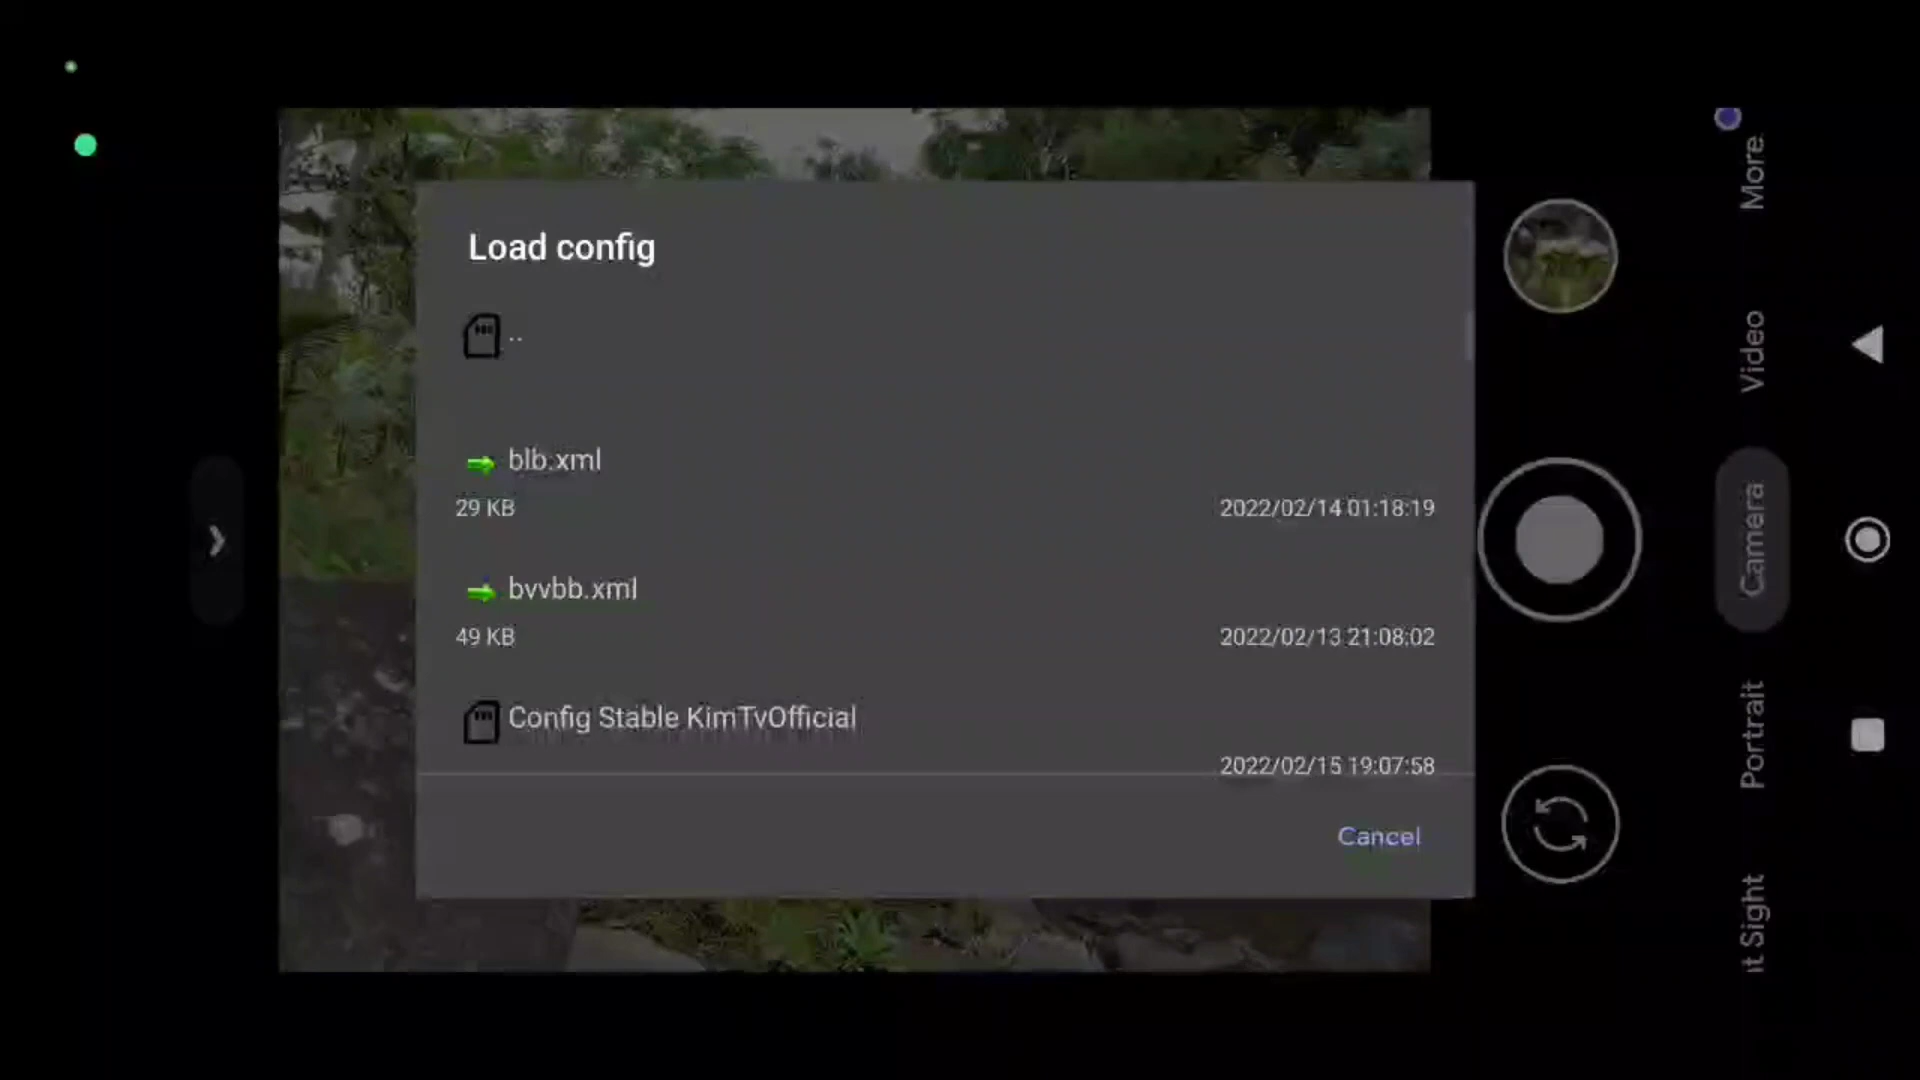 Load config
..
blb.xml
29 KB
2022/02/14 01:18:19
bvvbb.xml
49 KB
2022/02/13 21:08:02
Config Stable KimTvOfficial
2022/02/15 19:07:58
Cancel
More
Video
Camera
Portrait
t Sight